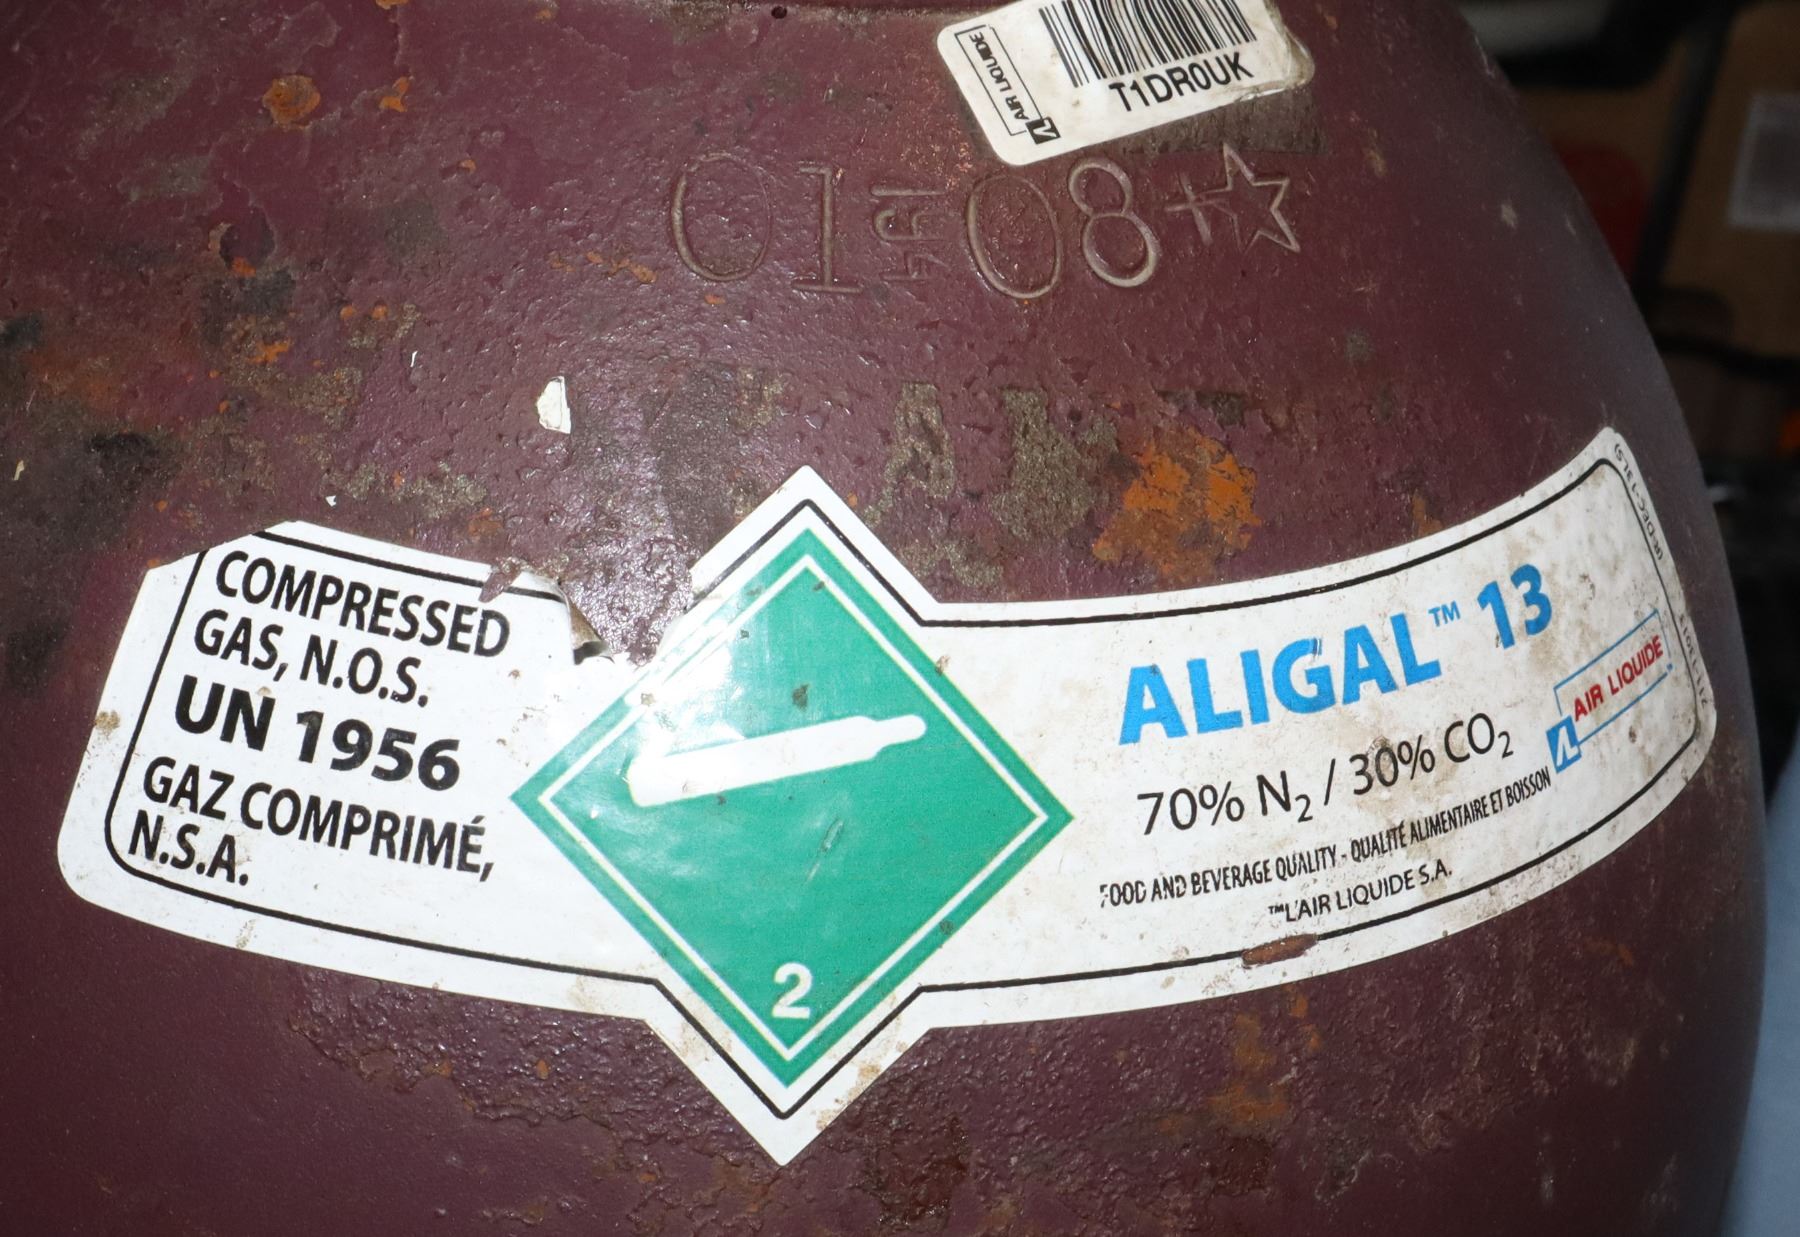 AIR LIQUIDE
T1DR0UK
01 08+☆
COMPRESSED
GAS, N.O.S.
UN 1956
GAZ COMPRIMÉ,
N.S.A.
2
ALIGAL™ 13
70% N₂ / 30% CO₂
FOOD AND BEVERAGE QUALITY - QUALITÉ ALIMENTAIRE ET BOISSON
™L'AIR LIQUIDE S.A.
AIR LIQUIDE™